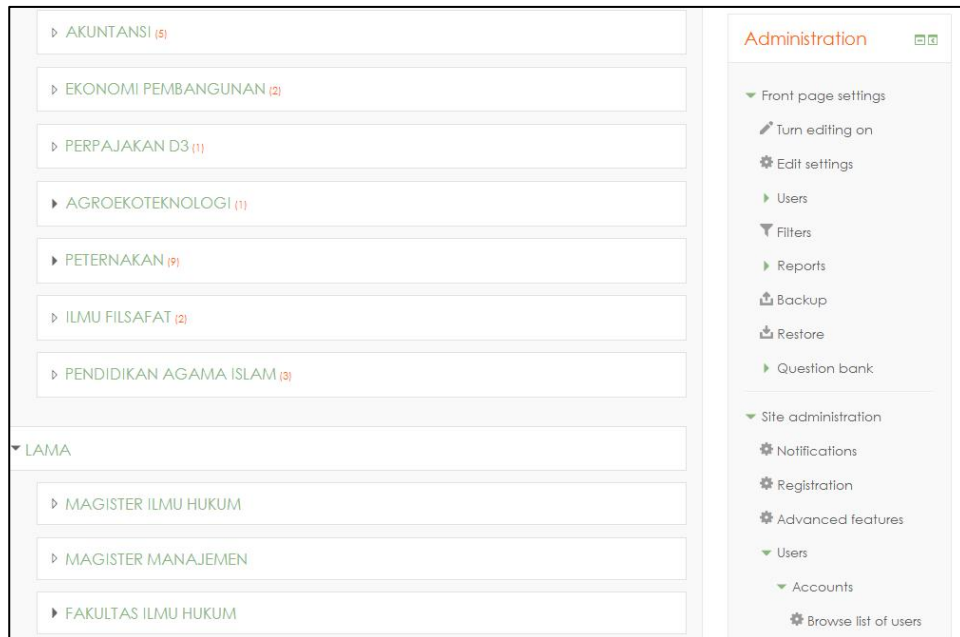 AKUNTANSI (5)
EKONOMI PEMBANGUNAN (2)
PERPAJAKAN D3 (1)
AGROEKOTEKNOLOGI (1)
PETERNAKAN (9)
ILMU FILSAFAT (2)
PENDIDIKAN AGAMA ISLAM (3)
LAMA
MAGISTER ILMU HUKUM
MAGISTER MANAJEMEN
FAKULTAS ILMU HUKUM
Administration
Front page settings
Turn editing on
Edit settings
Users
Filters
Reports
Backup
Restore
Question bank
Site administration
Notifications
Registration
Advanced features
Users
Accounts
Browse list of users